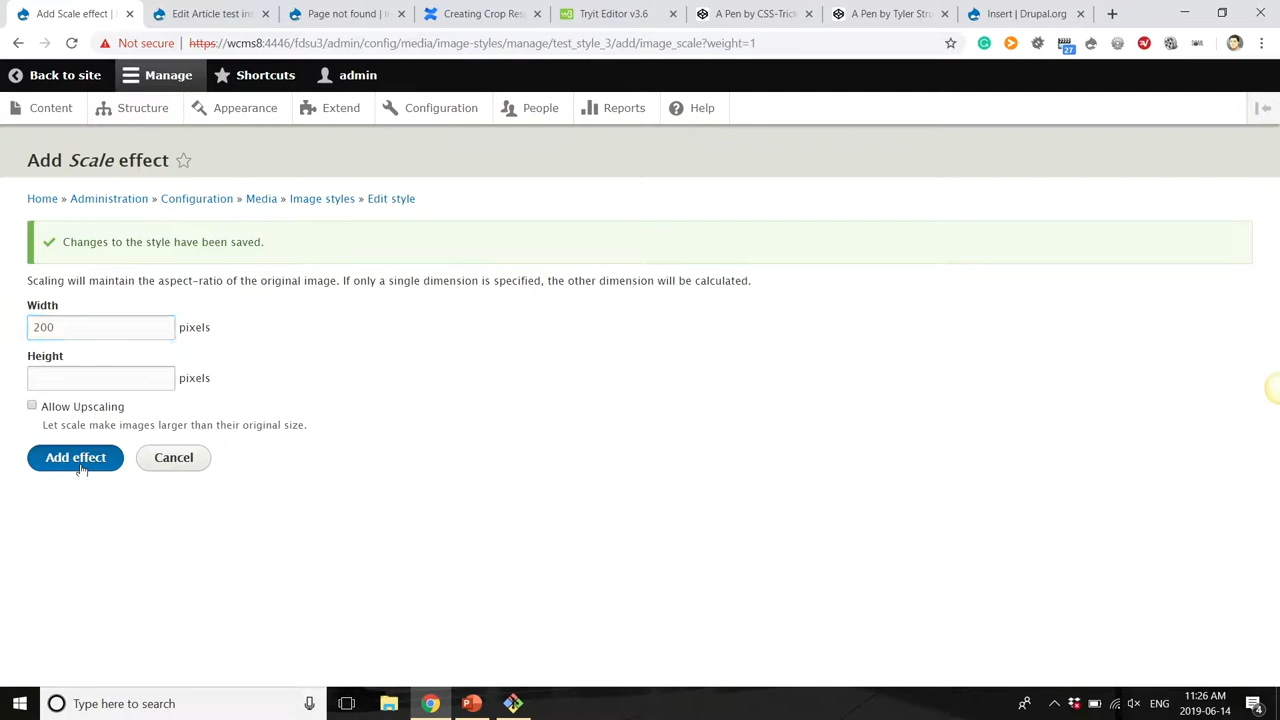 Add Scale effect |
Edit Article test in
Page not found | In
Creating Crop Res
Tryit Editor v3.6
A Pen by CSS-Trick
A Pen by Tyler Stru
Insert | Drupal.org
Not secure | https://wcms8:4446/fdsu3/admin/config/media/image-styles/manage/test_style_3/add/image_scale?weight=1
27
Back to site
Manage
Shortcuts
admin
Content
Structure
Appearance
Extend
Configuration
People
Reports
Help
Add Scale effect
Home » Administration » Configuration » Media » Image styles » Edit style
Changes to the style have been saved.
Scaling will maintain the aspect-ratio of the original image. If only a single dimension is specified, the other dimension will be calculated.
Width
200 pixels
Height
pixels
Allow Upscaling
Let scale make images larger than their original size.
Add effect
Cancel
Type here to search
ENG
11:26 AM
2019-06-14
4